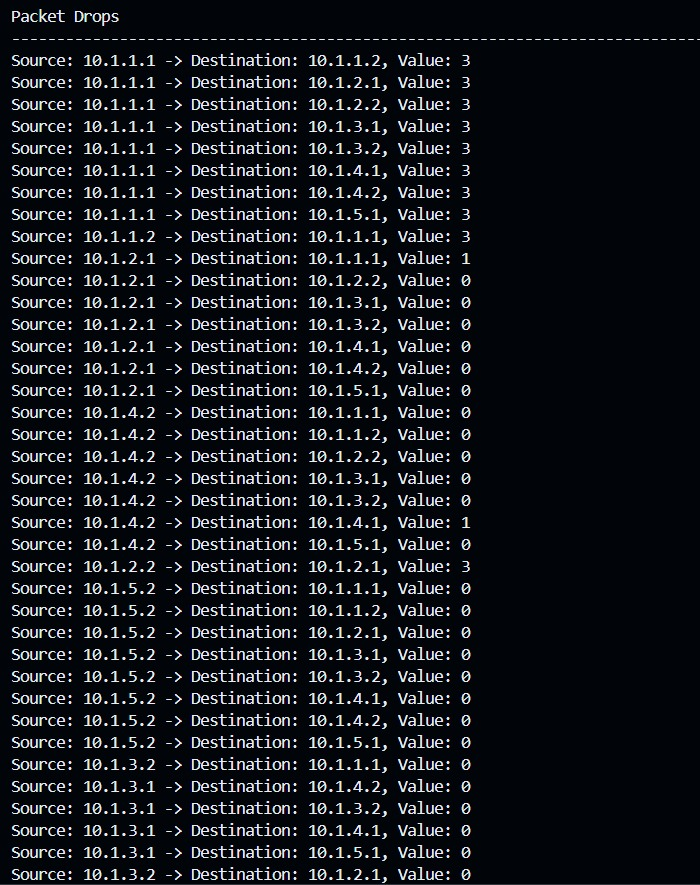 Packet Drops
--------------------------------------------------------------------------------
Source: 10.1.1.1 -> Destination: 10.1.1.2, Value: 3
Source: 10.1.1.1 -> Destination: 10.1.2.1, Value: 3
Source: 10.1.1.1 -> Destination: 10.1.2.2, Value: 3
Source: 10.1.1.1 -> Destination: 10.1.3.1, Value: 3
Source: 10.1.1.1 -> Destination: 10.1.3.2, Value: 3
Source: 10.1.1.1 -> Destination: 10.1.4.1, Value: 3
Source: 10.1.1.1 -> Destination: 10.1.4.2, Value: 3
Source: 10.1.1.1 -> Destination: 10.1.5.1, Value: 3
Source: 10.1.1.2 -> Destination: 10.1.1.1, Value: 3
Source: 10.1.2.1 -> Destination: 10.1.1.1, Value: 1
Source: 10.1.2.1 -> Destination: 10.1.2.2, Value: 0
Source: 10.1.2.1 -> Destination: 10.1.3.1, Value: 0
Source: 10.1.2.1 -> Destination: 10.1.3.2, Value: 0
Source: 10.1.2.1 -> Destination: 10.1.4.1, Value: 0
Source: 10.1.2.1 -> Destination: 10.1.4.2, Value: 0
Source: 10.1.2.1 -> Destination: 10.1.5.1, Value: 0
Source: 10.1.4.2 -> Destination: 10.1.1.1, Value: 0
Source: 10.1.4.2 -> Destination: 10.1.1.2, Value: 0
Source: 10.1.4.2 -> Destination: 10.1.2.2, Value: 0
Source: 10.1.4.2 -> Destination: 10.1.3.1, Value: 0
Source: 10.1.4.2 -> Destination: 10.1.3.2, Value: 0
Source: 10.1.4.2 -> Destination: 10.1.4.1, Value: 1
Source: 10.1.4.2 -> Destination: 10.1.5.1, Value: 0
Source: 10.1.2.2 -> Destination: 10.1.2.1, Value: 3
Source: 10.1.5.2 -> Destination: 10.1.1.1, Value: 0
Source: 10.1.5.2 -> Destination: 10.1.1.2, Value: 0
Source: 10.1.5.2 -> Destination: 10.1.2.1, Value: 0
Source: 10.1.5.2 -> Destination: 10.1.3.1, Value: 0
Source: 10.1.5.2 -> Destination: 10.1.3.2, Value: 0
Source: 10.1.5.2 -> Destination: 10.1.4.1, Value: 0
Source: 10.1.5.2 -> Destination: 10.1.4.2, Value: 0
Source: 10.1.5.2 -> Destination: 10.1.5.1, Value: 0
Source: 10.1.3.2 -> Destination: 10.1.1.1, Value: 0
Source: 10.1.3.1 -> Destination: 10.1.4.2, Value: 0
Source: 10.1.3.1 -> Destination: 10.1.3.2, Value: 0
Source: 10.1.3.1 -> Destination: 10.1.4.1, Value: 0
Source: 10.1.3.1 -> Destination: 10.1.5.1, Value: 0
Source: 10.1.3.2 -> Destination: 10.1.2.1, Value: 0